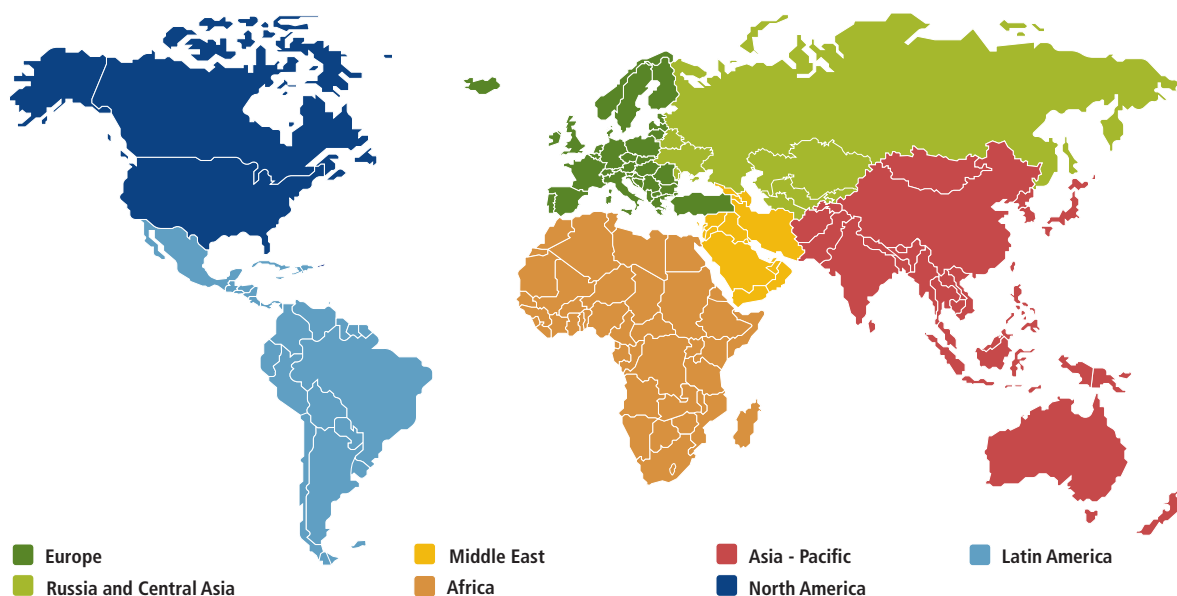 Europe
Middle East
Asia - Pacific
Latin America
Russia and Central Asia
Africa
North America